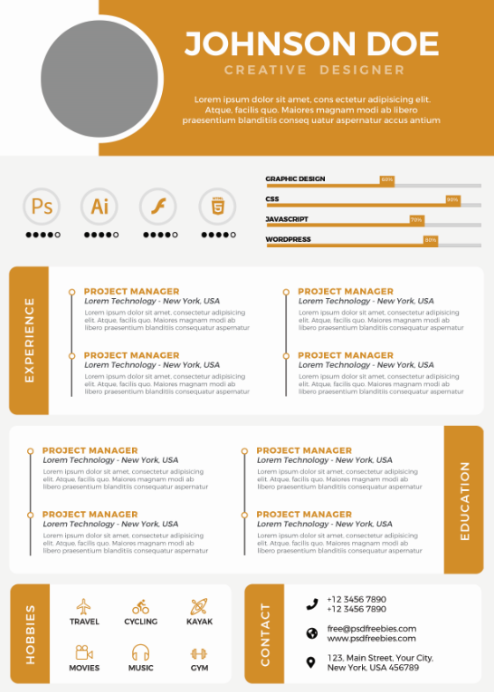 JOHNSON DOE
CREATIVE DESIGNER
Lorem ipsum dolor sit amet, cons ectetur adipisicing elit.
Atque, facilis quo. Maiores magnam modi ab libero
praesentium blanditiis conseq uatur aspernatur accus antium
Ps
Ai
5
GRAPHIC DESIGN
60%
CSS
90%
JAVASCRIPT
WORDPRESS
80%
EXPERIENCE
PROJECT MANAGER
Lorem Technology - New York, USA
Lorem ipsum dolor sit amet, consectetur adipisicing
elit. Atque, facilis quo. Maiores magnam modi ab
libero praesentium blanditiis consequatur aspernatur
PROJECT MANAGER
Lorem Technology - New York, USA
Lorem ipsum dolor sit amet, consectetur adipisicing
elit. Atque, facilis quo. Maiores magnam modi ab
libero praesentium blanditiis consequatur aspernatur
PROJECT MANAGER
Lorem Technology - New York, USA
Lorem ipsum dolor sit amet, consectetur adipisicing
elit. Atque, facilis quo. Maiores magnam modi ab
libero praesentium blanditiis consequatur aspernatur
PROJECT MANAGER
Lorem Technology - New York, USA
Lorem ipsum dolor sit amet, consectetur adipisicing
elit. Atque, facilis quo. Maiores magnam modi ab
libero praesentium blanditiis consequatur aspernatur
PROJECT MANAGER
Lorem Technology - New York, USA
Lorem ipsum dolor sit amet, consectetur adipisicing
elit. Atque, facilis quo. Maiores magnam modi ab
libero praesentium blanditiis consequatur aspernatur
PROJECT MANAGER
Lorem Technology - New York, USA
Lorem ipsum dolor sit amet, consectetur adipisicing
elit. Atque, facilis quo. Maiores magnam modi ab
libero praesentium blanditiis consequatur aspernatur
PROJECT MANAGER
Lorem Technology - New York, USA
Lorem ipsum dolor sit amet, consectetur adipisicing
elit. Atque, facilis quo. Maiores magnam modi ab
libero praesentium blanditiis consequatur aspernatur
PROJECT MANAGER
Lorem Technology - New York, USA
Lorem ipsum dolor sit amet, consectetur adipisicing
elit. Atque, facilis quo. Maiores magnam modi ab
libero praesentium blanditiis consequatur aspernatur
EDUCATION
HOBBIES
TRAVEL
CYCLING
KAYAK
MOVIES
MUSIC
GYM
CONTACT
+12 3456 7890
+12 3456 7890
free@psdfreebies.com
www.psdfreebies.com
123, Main Street, Your City,
New York, USA 456789